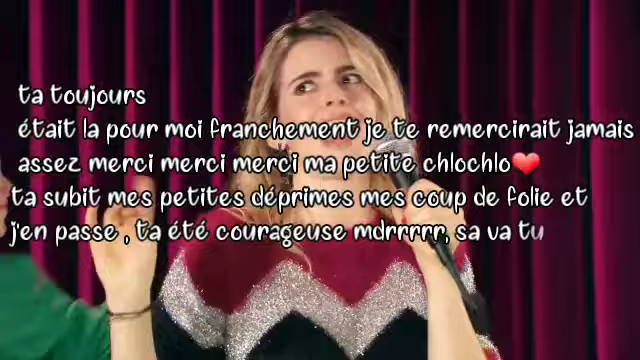 ta toujours
était la pour moi franchement je te remercirait jamais
assez merci merci merci ma petite chlochlo❤
ta subit mes petites déprimes mes coup de folie et
j'en passe , ta été courageuse mdrrrrr, sa va tu